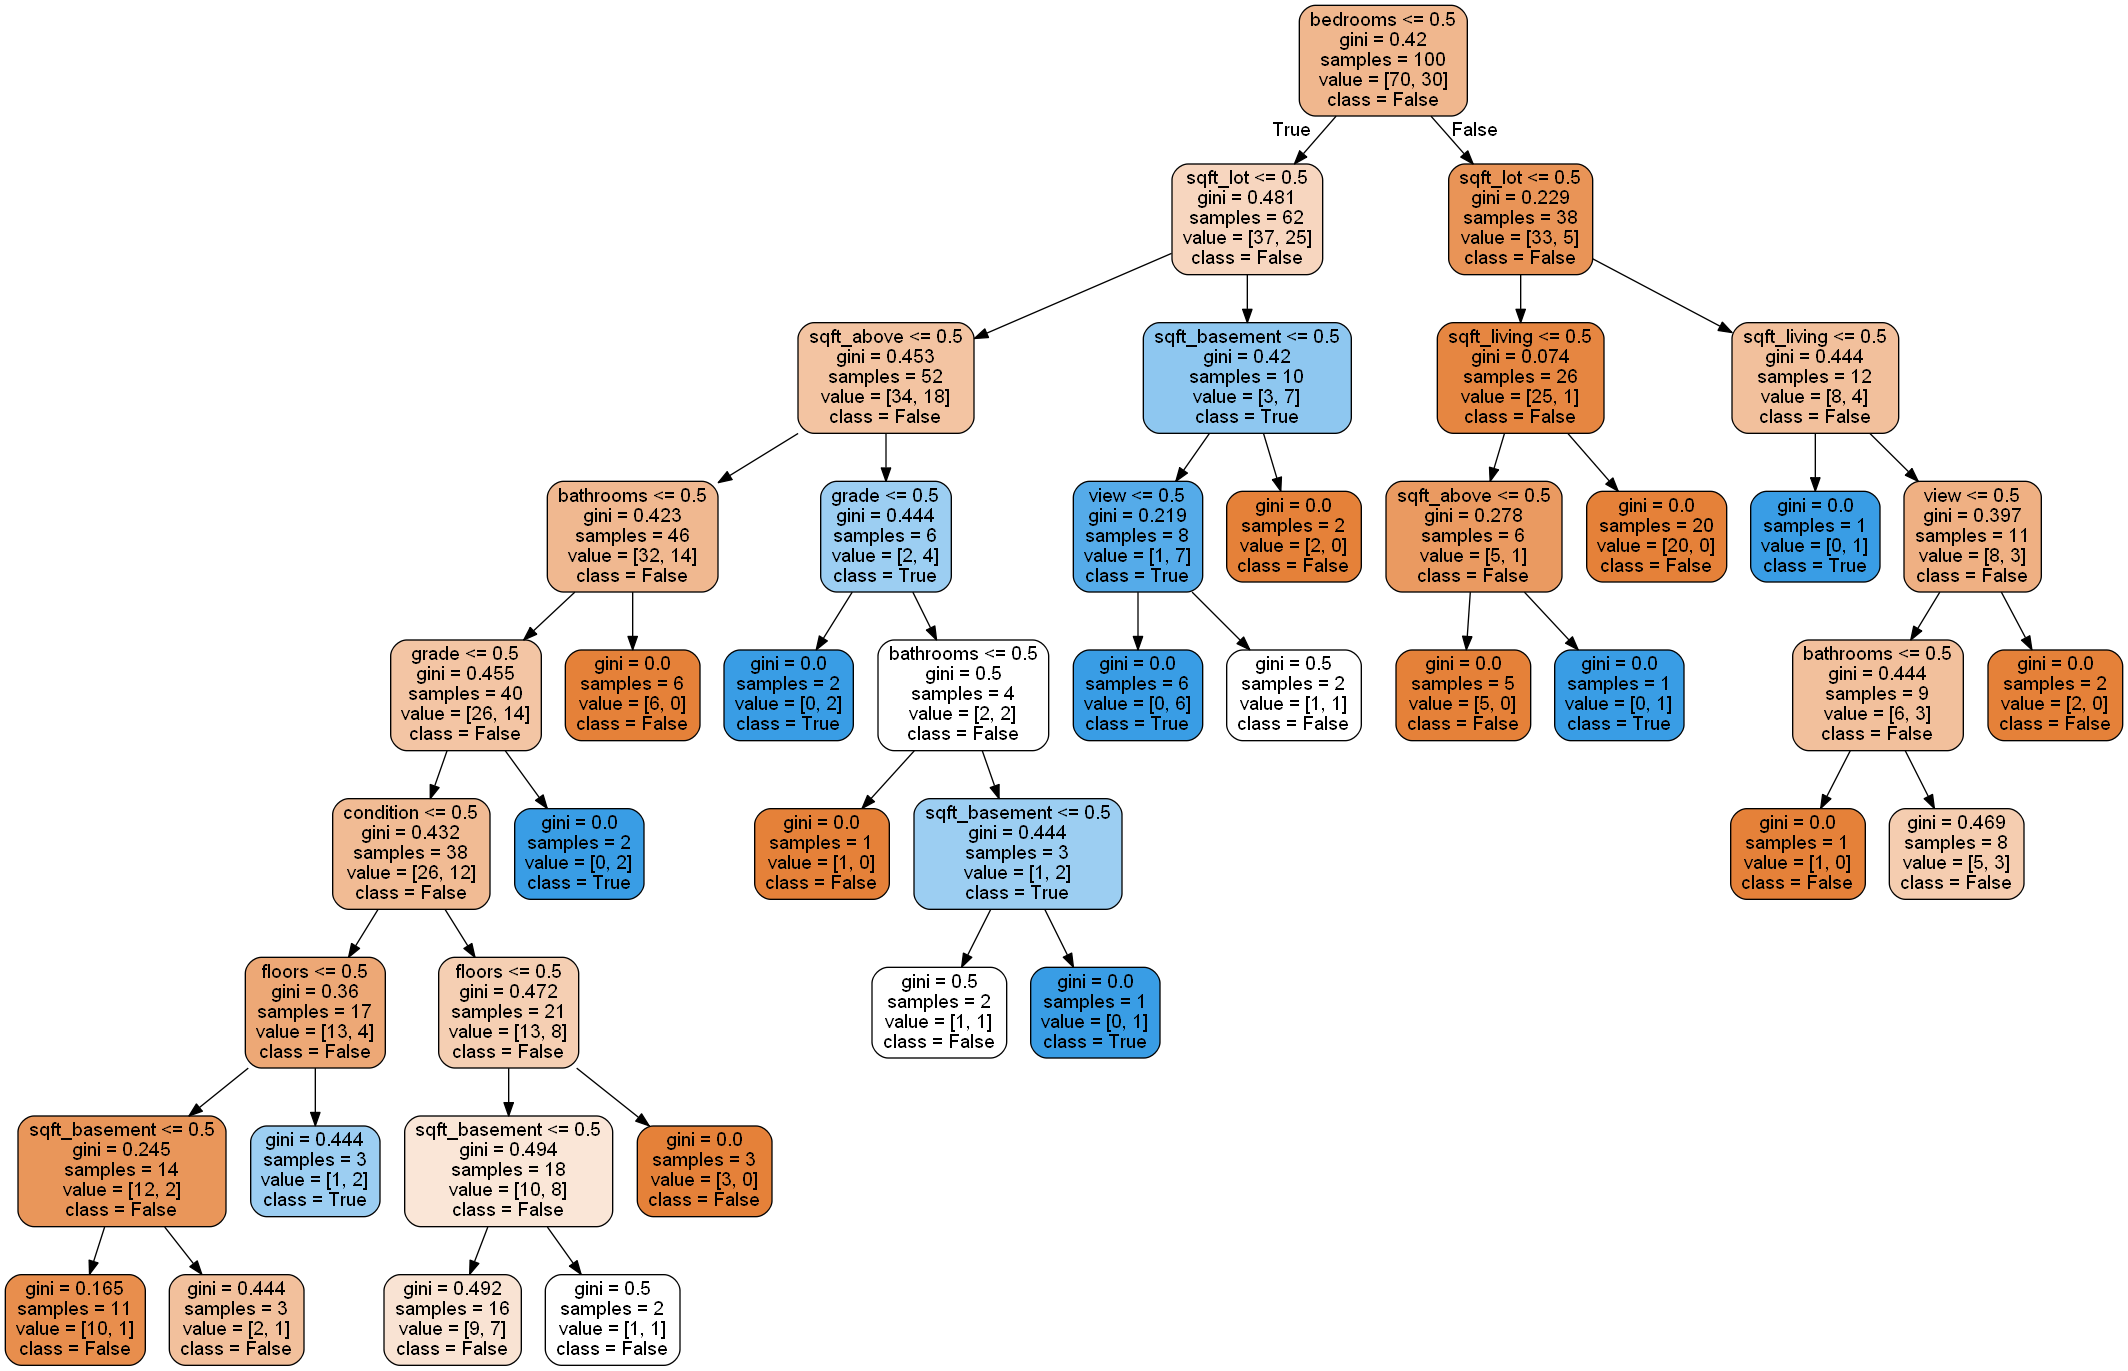 bedrooms <= 0.5
gini = 0.42
samples = 100
value = [70, 30]
class = False
True
False
sqft_lot <= 0.5
gini = 0.481
samples = 62
value = [37, 25]
class = False
sqft_lot <= 0.5
gini = 0.229
samples = 38
value = [33, 5]
class = False
sqft_above <= 0.5
gini = 0.453
samples = 52
value = [34, 18]
class = False
sqft_basement <= 0.5
gini = 0.42
samples = 10
value = [3, 7]
class = True
sqft_living <= 0.5
gini = 0.074
samples = 26
value = [25, 1]
class = False
sqft_living <= 0.5
gini = 0.444
samples = 12
value = [8, 4]
class = False
bathrooms <= 0.5
gini = 0.423
samples = 46
value = [32, 14]
class = False
grade <= 0.5
gini = 0.444
samples = 6
value = [2, 4]
class = True
view <= 0.5
gini = 0.219
samples = 8
value = [1, 7]
class = True
gini = 0.0
samples = 2
value = [2, 0]
class = False
sqft_above <= 0.5
gini = 0.278
samples = 6
value = [5, 1]
class = False
gini = 0.0
samples = 20
value = [20, 0]
class = False
gini = 0.0
samples = 1
value = [0, 1]
class = True
view <= 0.5
gini = 0.397
samples = 11
value = [8, 3]
class = False
grade <= 0.5
gini = 0.455
samples = 40
value = [26, 14]
class = False
gini = 0.0
samples = 6
value = [6, 0]
class = False
gini = 0.0
samples = 2
value = [0, 2]
class = True
bathrooms <= 0.5
gini = 0.5
samples = 4
value = [2, 2]
class = False
gini = 0.0
samples = 6
value = [0, 6]
class = True
gini = 0.5
samples = 2
value = [1, 1]
class = False
gini = 0.0
samples = 5
value = [5, 0]
class = False
gini = 0.0
samples = 1
value = [0, 1]
class = True
bathrooms <= 0.5
gini = 0.444
samples = 9
value = [6, 3]
class = False
gini = 0.0
samples = 2
value = [2, 0]
class = False
condition <= 0.5
gini = 0.432
samples = 38
value = [26, 12]
class = False
gini = 0.0
samples = 2
value = [0, 2]
class = True
gini = 0.0
samples = 1
value = [1, 0]
class = False
sqft_basement <= 0.5
gini = 0.444
samples = 3
value = [1, 2]
class = True
gini = 0.0
samples = 1
value = [1, 0]
class = False
gini = 0.469
samples = 8
value = [5, 3]
class = False
floors <= 0.5
gini = 0.36
samples = 17
value = [13, 4]
class = False
floors <= 0.5
gini = 0.472
samples = 21
value = [13, 8]
class = False
gini = 0.5
samples = 2
value = [1, 1]
class = False
gini = 0.0
samples = 1
value = [0, 1]
class = True
sqft_basement <= 0.5
gini = 0.245
samples = 14
value = [12, 2]
class = False
gini = 0.444
samples = 3
value = [1, 2]
class = True
sqft_basement <= 0.5
gini = 0.494
samples = 18
value = [10, 8]
class = False
gini = 0.0
samples = 3
value = [3, 0]
class = False
gini = 0.165
samples = 11
value = [10, 1]
class = False
gini = 0.444
samples = 3
value = [2, 1]
class = False
gini = 0.492
samples = 16
value = [9, 7]
class = False
gini = 0.5
samples = 2
value = [1, 1]
class = False